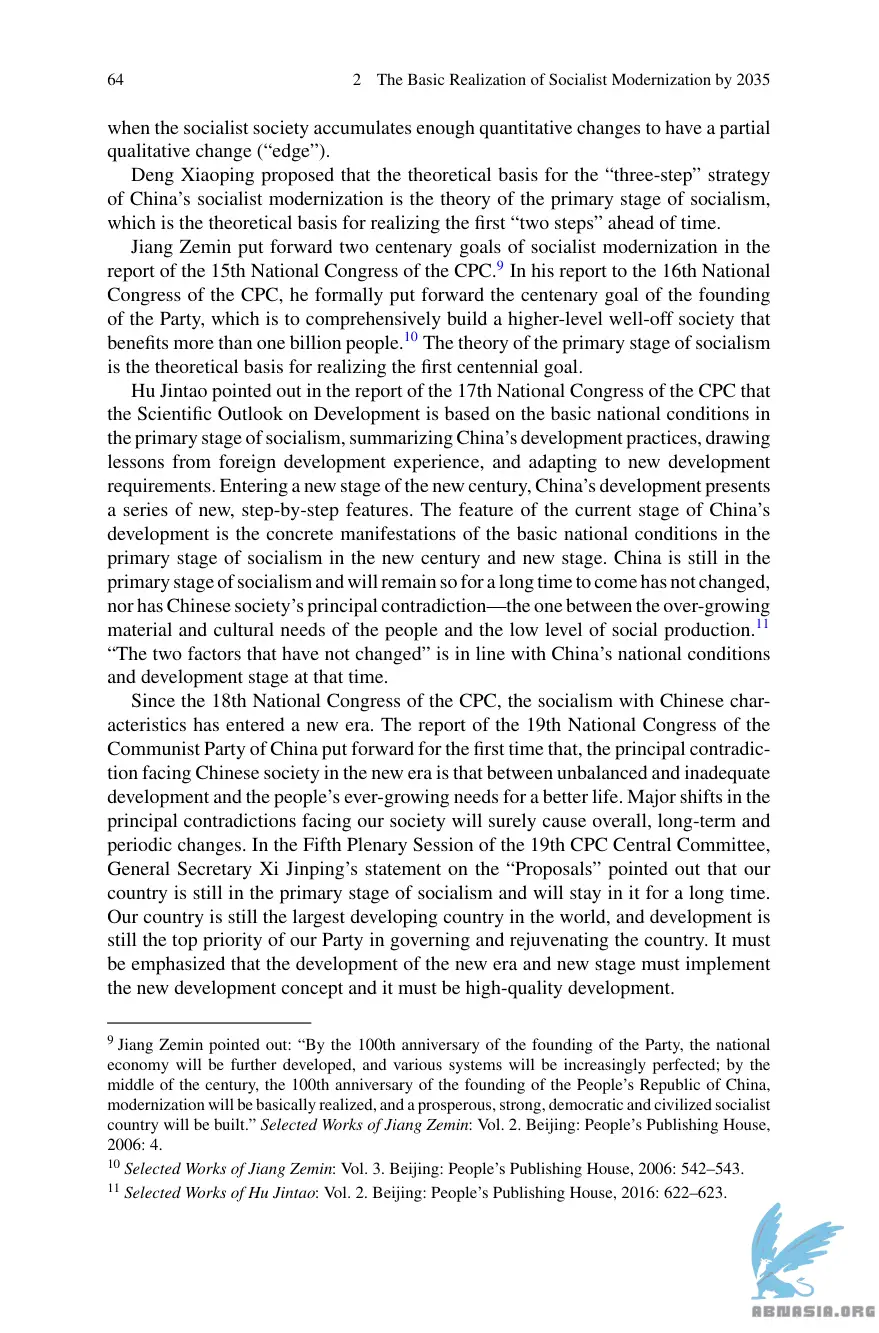 64 2 The Basic Realization of Socialist Modernization by 2035
when the socialist society accumulates enough quantitative changes to have a partial
qualitative change (“edge”).
Deng Xiaoping proposed that the theoretical basis for the “three-step” strategy
of China’s socialist modernization is the theory of the primary stage of socialism,
which is the theoretical basis for realizing the first “two steps” ahead of time.
Jiang Zemin put forward two centenary goals of socialist modernization in the
report of the 15th National Congress of the CPC.9 In his report to the 16th National
Congress of the CPC, he formally put forward the centenary goal of the founding
of the Party, which is to comprehensively build a higher-level well-off society that
benefits more than one billion people.10 The theory of the primary stage of socialism
is the theoretical basis for realizing the first centennial goal.
Hu Jintao pointed out in the report of the 17th National Congress of the CPC that
the Scientific Outlook on Development is based on the basic national conditions in
the primary stage of socialism, summarizing China’s development practices, drawing
lessons from foreign development experience, and adapting to new development
requirements. Entering a new stage of the new century, China’s development presents
a series of new, step-by-step features. The feature of the current stage of China’s
development is the concrete manifestations of the basic national conditions in the
primary stage of socialism in the new century and new stage. China is still in the
primary stage of socialism and will remain so for a long time to come has not changed,
nor has Chinese society’s principal contradiction—the one between the over-growing
material and cultural needs of the people and the low level of social production.11
“The two factors that have not changed” is in line with China’s national conditions
and development stage at that time.
Since the 18th National Congress of the CPC, the socialism with Chinese char-
acteristics has entered a new era. The report of the 19th National Congress of the
Communist Party of China put forward for the first time that, the principal contradic-
tion facing Chinese society in the new era is that between unbalanced and inadequate
development and the people’s ever-growing needs for a better life. Major shifts in the
principal contradictions facing our society will surely cause overall, long-term and
periodic changes. In the Fifth Plenary Session of the 19th CPC Central Committee,
General Secretary Xi Jinping’s statement on the “Proposals” pointed out that our
country is still in the primary stage of socialism and will stay in it for a long time.
Our country is still the largest developing country in the world, and development is
still the top priority of our Party in governing and rejuvenating the country. It must
be emphasized that the development of the new era and new stage must implement
the new development concept and it must be high-quality development.
9 Jiang Zemin pointed out: “By the 100th anniversary of the founding of the Party, the national
economy will be further developed, and various systems will be increasingly perfected; by the
middle of the century, the 100th anniversary of the founding of the People’s Republic of China,
modernization will be basically realized, and a prosperous, strong, democratic and civilized socialist
country will be built.” Selected Works of Jiang Zemin: Vol. 2. Beijing: People’s Publishing House,
2006: 4.
10 Selected Works of Jiang Zemin: Vol. 3. Beijing: People’s Publishing House, 2006: 542–543.
11 Selected Works of Hu Jintao: Vol. 2. Beijing: People’s Publishing House, 2016: 622–623.
ABNASIA.ORG